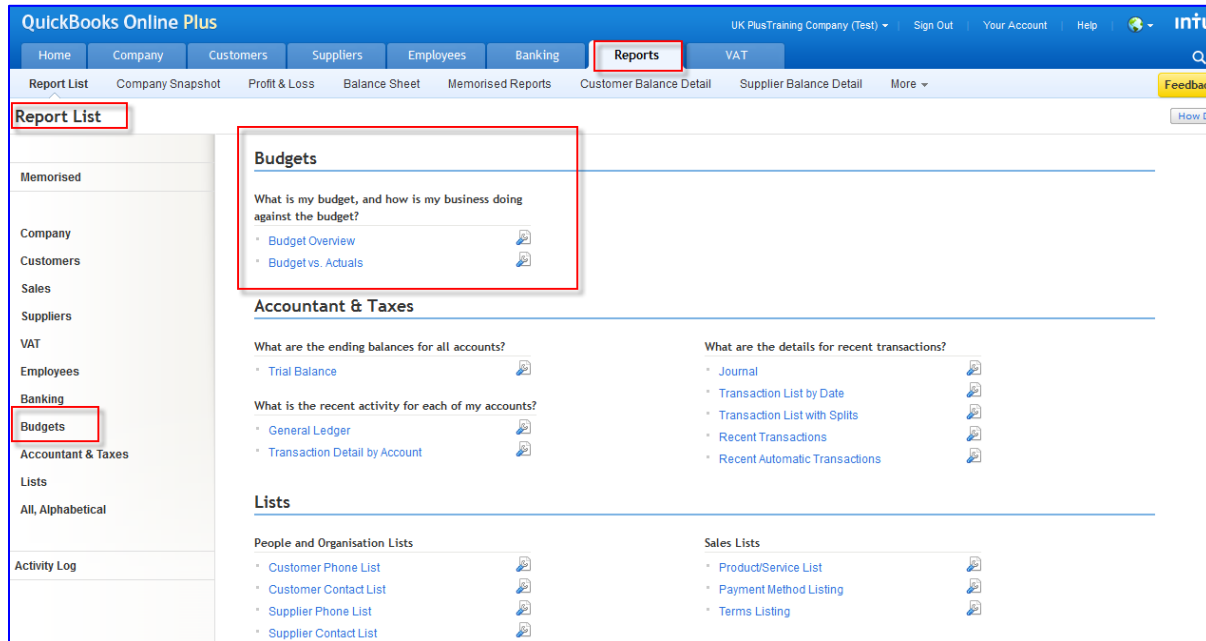 QuickBooks Online Plus
UK PlusTraining Company (Test) Sign Out Your Account Help
Home Company Customers Suppliers Employees Banking Reports VAT
Report List Company Snapshot Profit & Loss Balance Sheet Memorised Reports Customer Balance Detail Supplier Balance Detail More
Report List
Memorised
Company
Customers
Sales
Suppliers
VAT
Employees
Banking
Budgets
Accountant & Taxes
Lists
All, Alphabetical
Activity Log
Budgets
What is my budget, and how is my business doing
against the budget?
Budget Overview
Budget vs. Actuals
Accountant & Taxes
What are the ending balances for all accounts?
Trial Balance
What is the recent activity for each of my accounts?
General Ledger
Transaction Detail by Account
What are the details for recent transactions?
Journal
Transaction List by Date
Transaction List with Splits
Recent Transactions
Recent Automatic Transactions
Lists
People and Organisation Lists
Customer Phone List
Customer Contact List
Supplier Phone List
Supplier Contact List
Sales Lists
Product/Service List
Payment Method Listing
Terms Listing